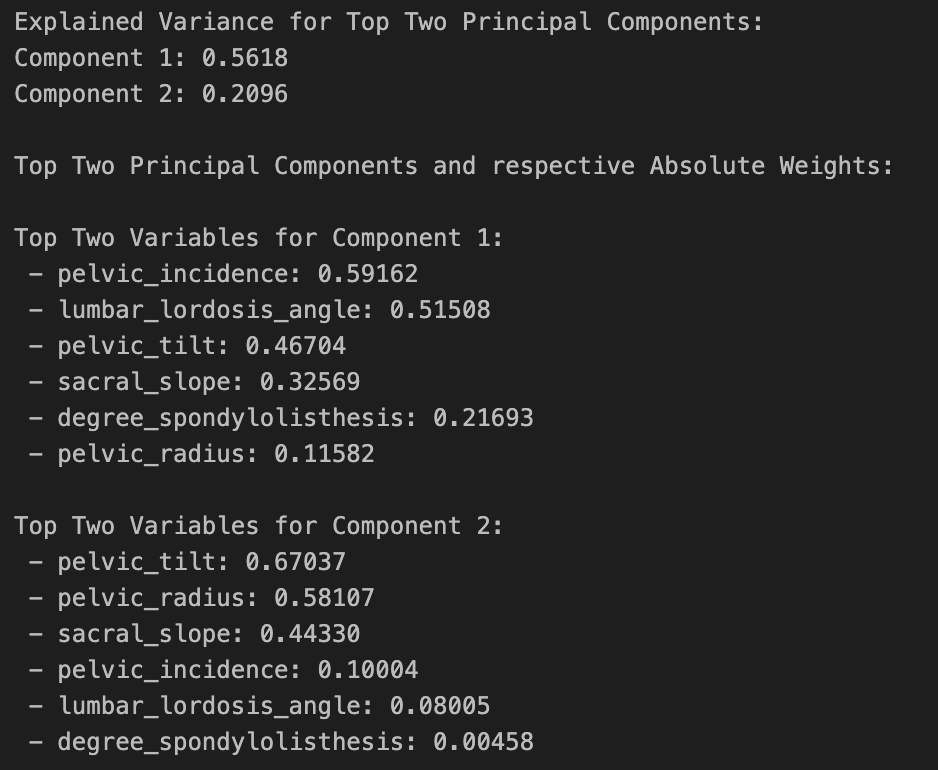 Explained Variance for Top Two Principal Components:
Component 1: 0.5618
Component 2: 0.2096
Top Two Principal Components and respective Absolute Weights:
Top Two Variables for Component 1:
– pelvic_incidence: 0.59162
– lumbar_lordosis_angle: 0.51508
– pelvic_tilt: 0.46704
– sacral_slope: 0.32569
– degree_spondylolisthesis: 0.21693
– pelvic_radius: 0.11582
Top Two Variables for Component 2:
– pelvic_tilt: 0.67037
– pelvic_radius: 0.58107
– sacral_slope: 0.44330
– pelvic_incidence: 0.10004
– lumbar_lordosis_angle: 0.08005
– degree_spondylolisthesis: 0.00458